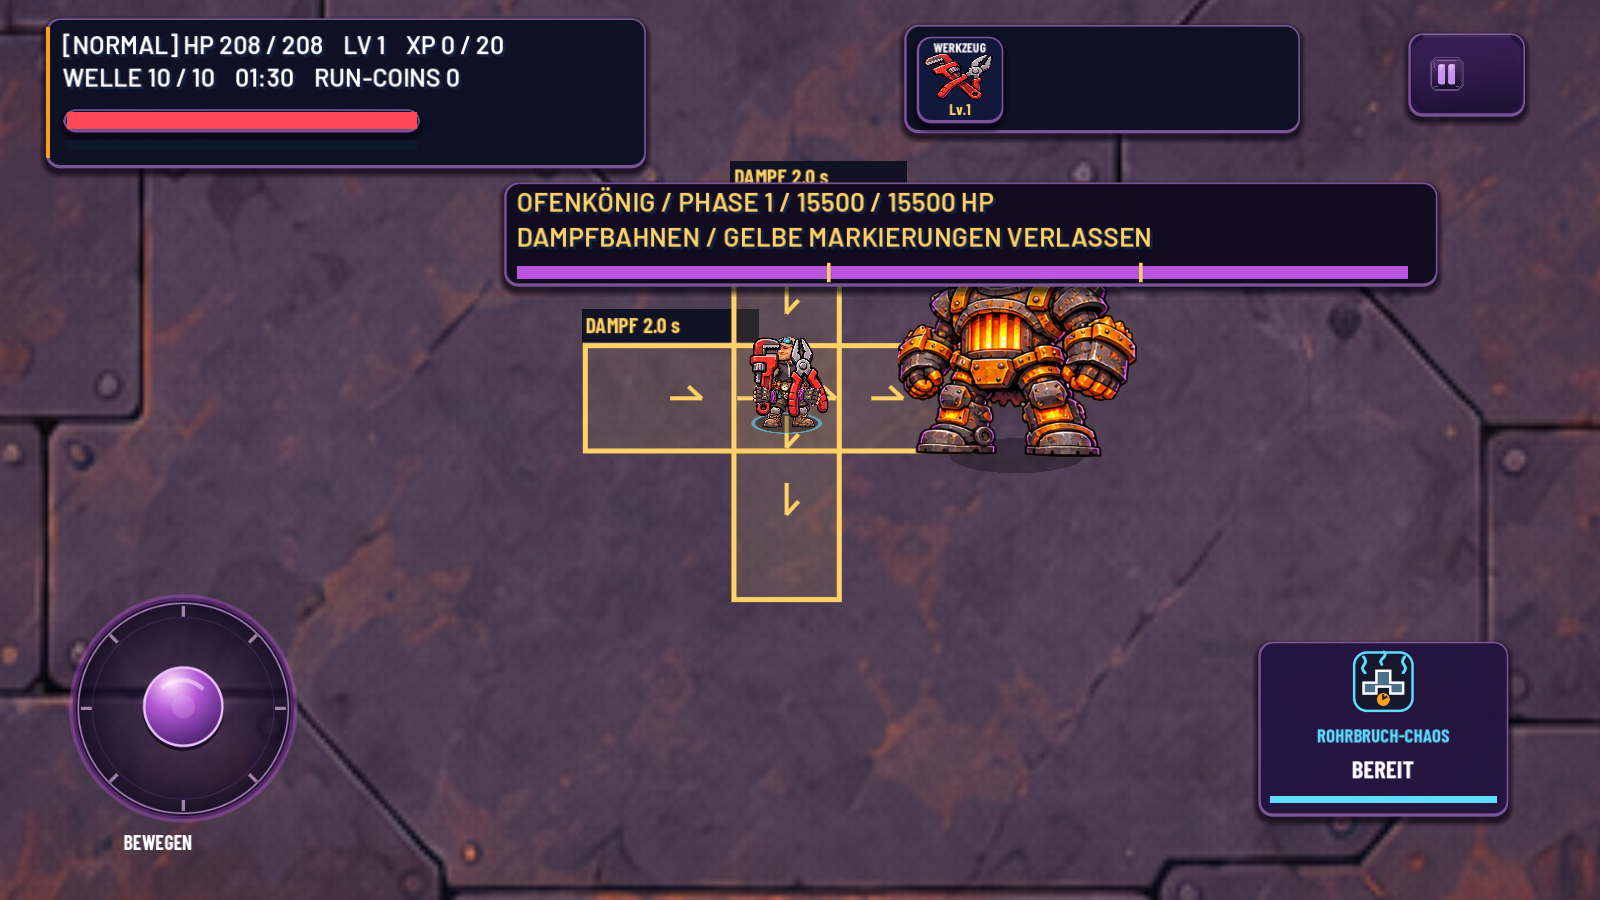 [NORMAL] HP 208 / 208 LV 1 XP 0 / 20
WELLE 10 / 10 01:30 RUN-COINS 0
WERKZEUG
Lv.1
DAMPF 2.0 s
OFENKÖNIG / PHASE 1 / 15500 / 15500 HP
DAMPFBAHNEN / GELBE MARKIERUNGEN VERLASSEN
DAMPF 2.0 s
ROHRBRUCH-CHAOS
BEREIT
BEWEGEN